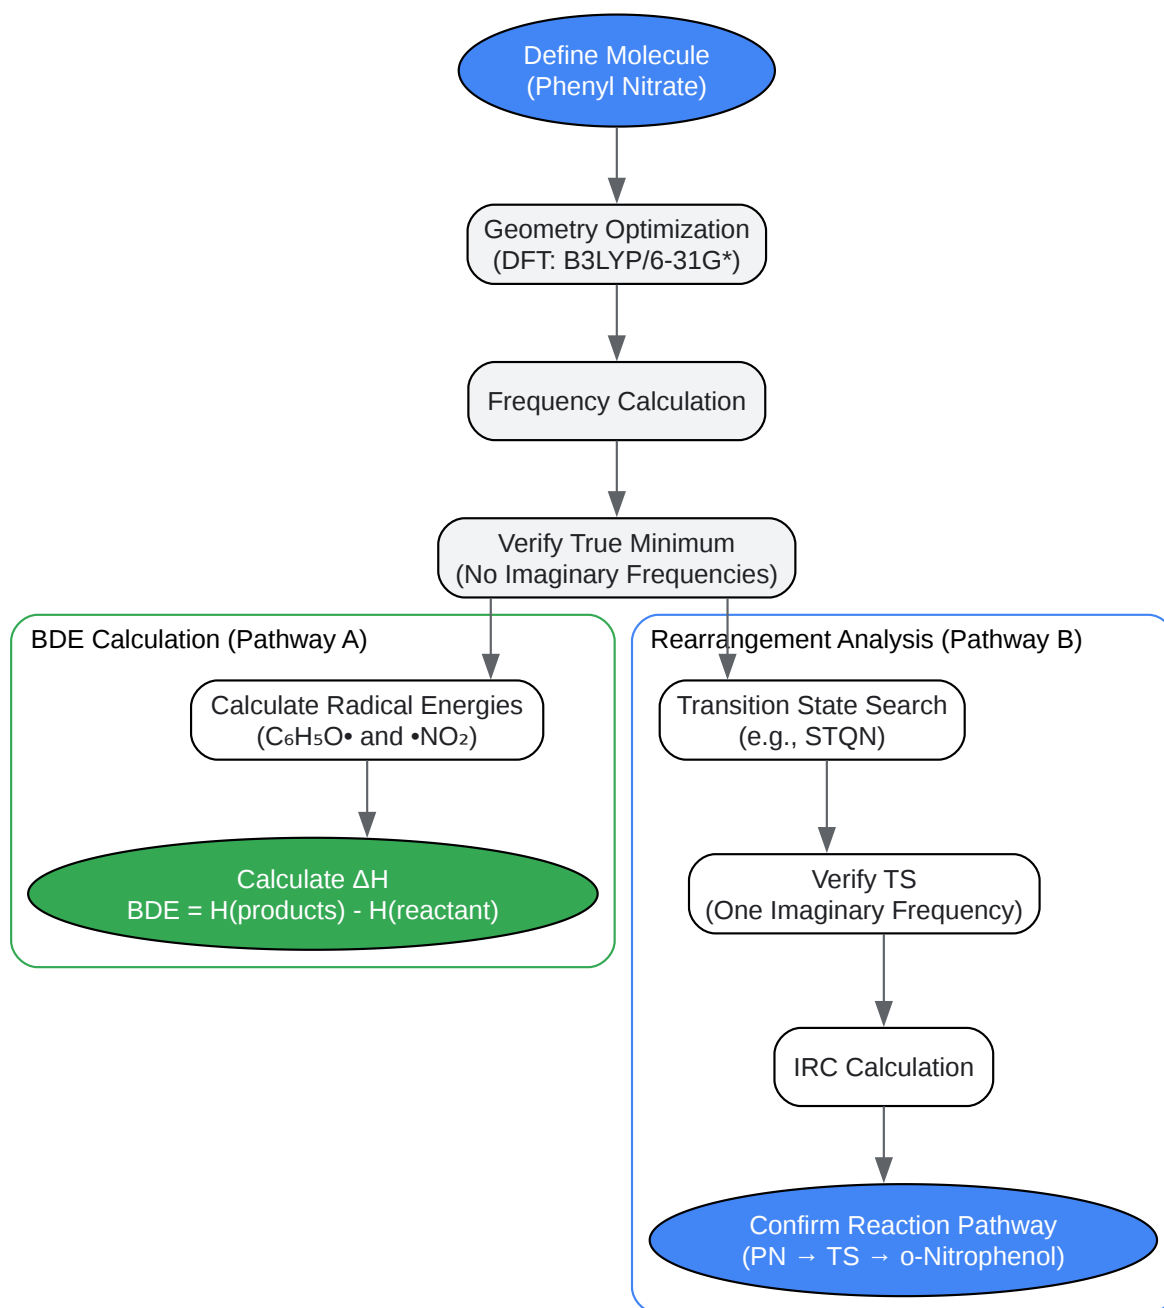 Define Molecule
(Phenyl Nitrate)
Geometry Optimization
(DFT: B3LYP/6-31G*)
Frequency Calculation
Verify True Minimum
(No Imaginary Frequencies)
BDE Calculation (Pathway A)
Calculate Radical Energies
(C₆H₅O• and •NO₂)
Calculate ΔH
BDE = H(products) - H(reactant)
Rearrangement Analysis (Pathway B)
Transition State Search
(e.g., STQN)
Verify TS
(One Imaginary Frequency)
IRC Calculation
Confirm Reaction Pathway
(PN → TS → o-Nitrophenol)